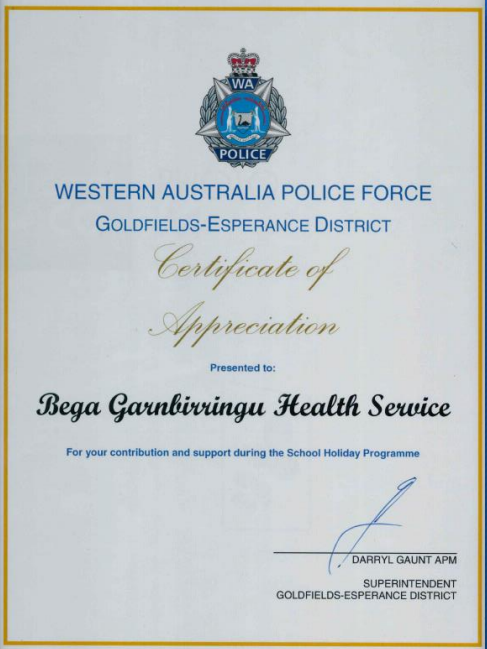 WA
POLICE
WESTERN AUSTRALIA POLICE FORCE
GOLDFIELDS-ESPERANCE DISTRICT
Certificate of
Appreciation
Presented to:
Bega Garnbirringu Health Service
For your contribution and support during the School Holiday Programme
DARRYL GAUNT APM
SUPERINTENDENT
GOLDFIELDS-ESPERANCE DISTRICT